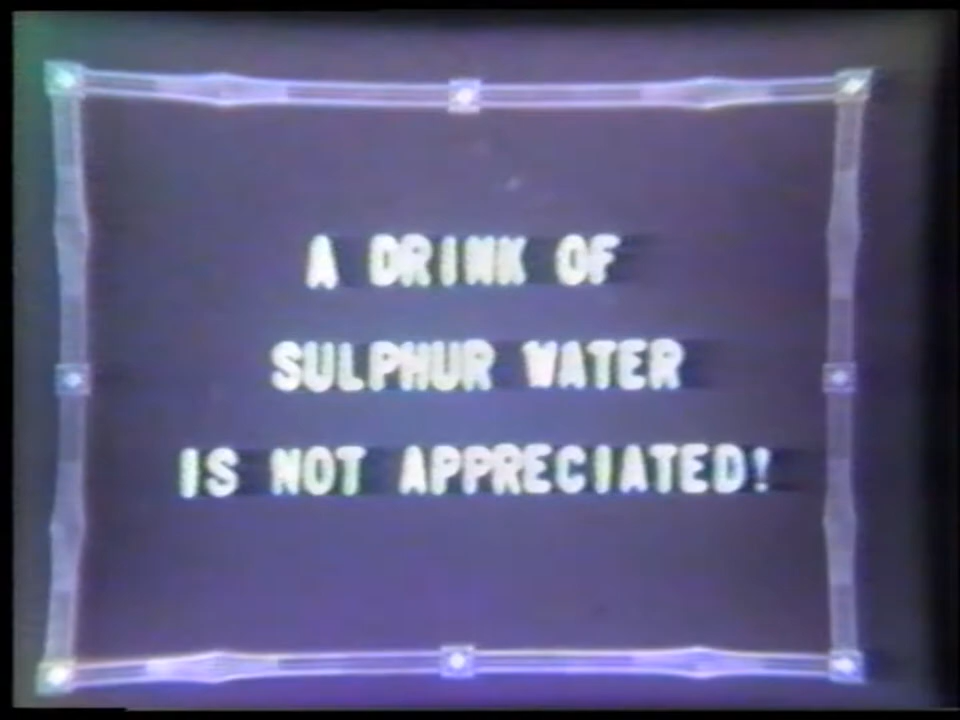 A DRINK OF
SULPHUR WATER
IS NOT APPRECIATED!